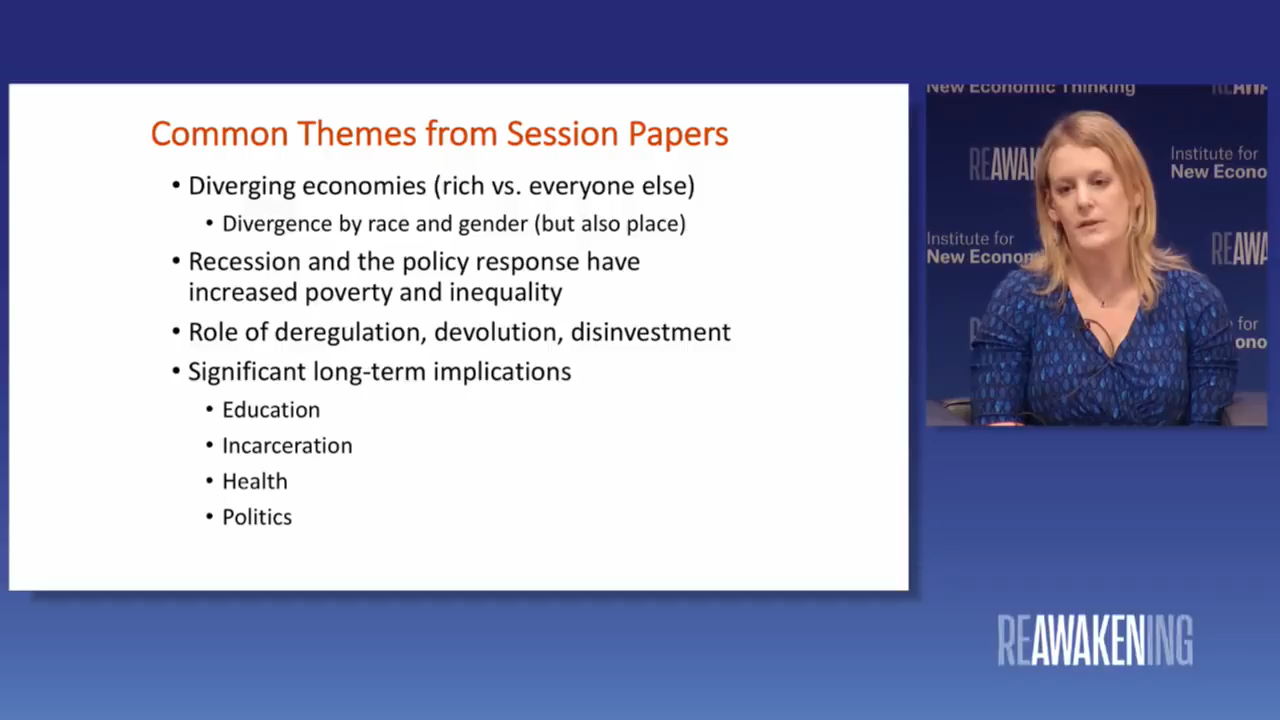 Common Themes from Session Papers
• Diverging economies (rich vs. everyone else)
• Divergence by race and gender (but also place)
• Recession and the policy response have
increased poverty and inequality
• Role of deregulation, devolution, disinvestment
• Significant long-term implications
• Education
• Incarceration
• Health
• Politics
New Economic Thinking
REAW
REAWAK
Institute for
New Econo
Institute for
New Econom
REAWA
for
ono
REAWAKENING